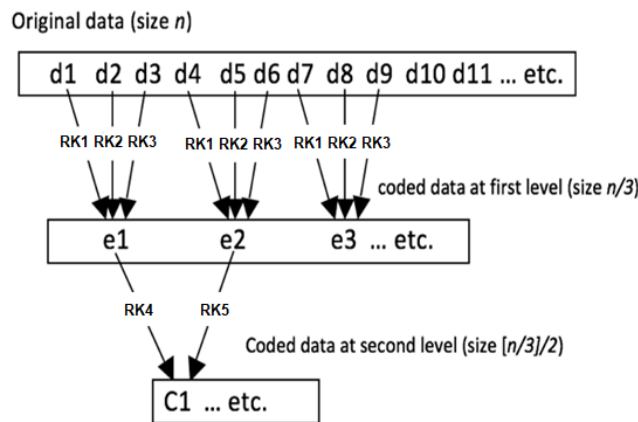 Original data (size n)
d1 d2 d3 d4 d5 d6 d7 d8 d9 d10 d11 ... etc.
RK1 RK2 RK3 RK1 RK2 RK3 RK1 RK2 RK3
coded data at first level (size n/3)
e1 e2 e3 ... etc.
RK4 RK5
Coded data at second level (size [n/3]/2)
C1 ... etc.